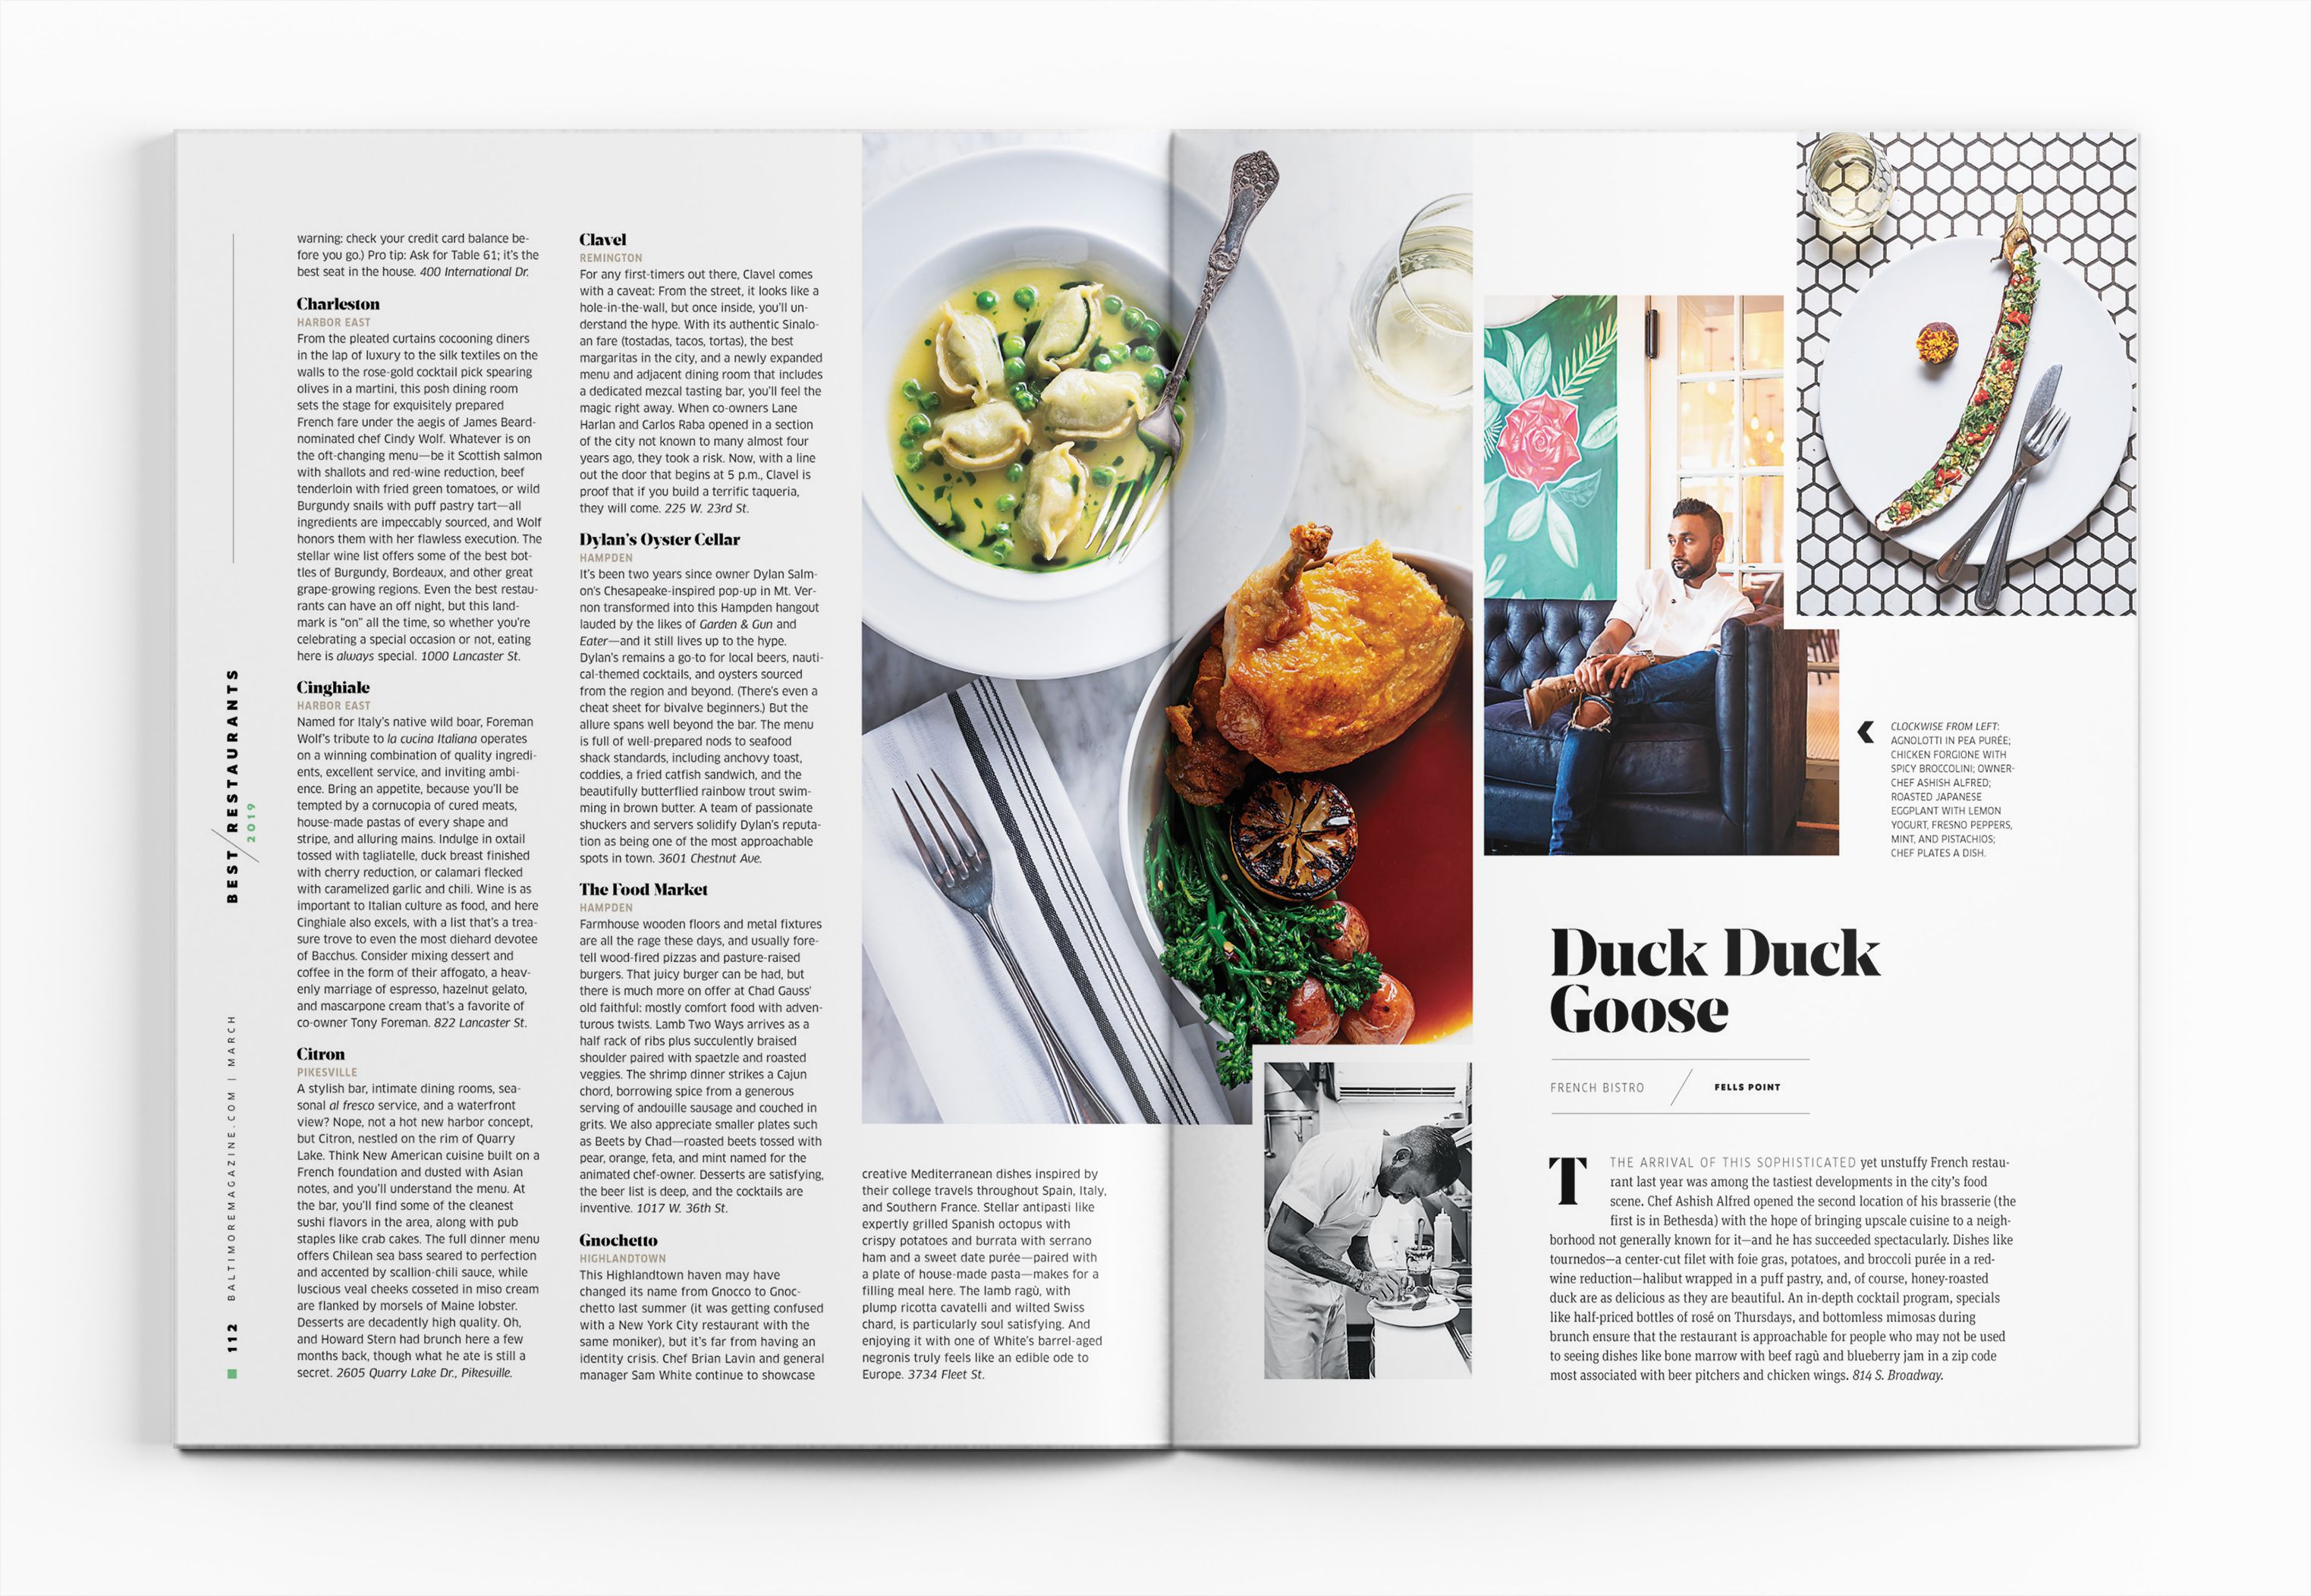 warning: check your credit card balance be-
fore you go.) Pro tip: Ask for Table 61; it's the
best seat in the house. 400 International Dr.
Charleston
HARBOR EAST
From the pleated curtains cocooning diners
in the lap of luxury to the silk textiles on the
walls to the rose-gold cocktail pick spearing
olives in a martini, this posh dining room
sets the stage for exquisitely prepared
French fare under the aegis of James Beard-
nominated chef Cindy Wolf. Whatever is on
the oft-changing menu—be it Scottish salmon
with shallots and red-wine reduction, beef
tenderloin with fried green tomatoes, or wild
Burgundy snails with puff pastry tart—all
ingredients are impeccably sourced, and Wolf
honors them with her flawless execution. The
stellar wine list offers some of the best bot-
tles of Burgundy, Bordeaux, and other great
grape-growing regions. Even the best restau-
rants can have an off night, but this land-
mark is "on" all the time, so whether you're
celebrating a special occasion or not, eating
here is always special. 1000 Lancaster St.
Cinghiale
HARBOR EAST
Named for Italy's native wild boar, Foreman
Wolf's tribute to la cucina Italiana operates
on a winning combination of quality ingredi-
ents, excellent service, and inviting ambi-
ence. Bring an appetite, because you'll be
tempted by a cornucopia of cured meats,
house-made pastas of every shape and
stripe, and alluring mains. Indulge in oxtail
tossed with tagliatelle, duck breast finished
with cherry reduction, or calamari flecked
with caramelized garlic and chili. Wine is as
important to Italian culture as food, and here
Cinghiale also excels, with a list that's a trea-
sure trove to even the most diehard devotee
of Bacchus. Consider mixing dessert and
coffee in the form of their affogato, a heav-
enly marriage of espresso, hazelnut gelato,
and mascarpone cream that's a favorite of
co-owner Tony Foreman. 822 Lancaster St.
Citron
PIKESVILLE
A stylish bar, intimate dining rooms, sea-
sonal al fresco service, and a waterfront
view? Nope, not a hot new harbor concept,
but Citron, nestled on the rim of Quarry
Lake. Think New American cuisine built on a
French foundation and dusted with Asian
notes, and you'll understand the menu. At
the bar, you'll find some of the cleanest
sushi flavors in the area, along with pub
staples like crab cakes. The full dinner menu
offers Chilean sea bass seared to perfection
and accented by scallion-chili sauce, while
luscious veal cheeks cosseted in miso cream
are flanked by morsels of Maine lobster.
Desserts are decadently high quality. Oh,
and Howard Stern had brunch here a few
months back, though what he ate is still a
secret. 2605 Quarry Lake Dr., Pikesville.
Clavel
REMINGTON
For any first-timers out there, Clavel comes
with a caveat: From the street, it looks like a
hole-in-the-wall, but once inside, you'll un-
derstand the hype. With its authentic Sinalo-
an fare (tostadas, tacos, tortas), the best
margaritas in the city, and a newly expanded
menu and adjacent dining room that includes
a dedicated mezcal tasting bar, you'll feel the
magic right away. When co-owners Lane
Harlan and Carlos Raba opened in a section
of the city not known to many almost four
years ago, they took a risk. Now, with a line
out the door that begins at 5 p.m., Clavel is
proof that if you build a terrific taqueria,
they will come. 225 W. 23rd St.
Dylan's Oyster Cellar
HAMPDEN
It's been two years since owner Dylan Salm-
on's Chesapeake-inspired pop-up in Mt. Ver-
non transformed into this Hampden hangout
lauded by the likes of Garden & Gun and
Eater—and it still lives up to the hype.
Dylan's remains a go-to for local beers, nauti-
cal-themed cocktails, and oysters sourced
from the region and beyond. (There's even a
cheat sheet for bivalve beginners.) But the
allure spans well beyond the bar. The menu
is full of well-prepared nods to seafood
shack standards, including anchovy toast,
coddies, a fried catfish sandwich, and the
beautifully butterflied rainbow trout swim-
ming in brown butter. A team of passionate
shuckers and servers solidify Dylan's reputa-
tion as being one of the most approachable
spots in town. 3601 Chestnut Ave.
The Food Market
HAMPDEN
Farmhouse wooden floors and metal fixtures
are all the rage these days, and usually fore-
tell wood-fired pizzas and pasture-raised
burgers. That juicy burger can be had, but
there is much more on offer at Chad Gauss'
old faithful: mostly comfort food with adven-
turous twists. Lamb Two Ways arrives as a
half rack of ribs plus succulently braised
shoulder paired with spaetzle and roasted
veggies. The shrimp dinner strikes a Cajun
chord, borrowing spice from a generous
serving of andouille sausage and couched in
grits. We also appreciate smaller plates such
as Beets by Chad—roasted beets tossed with
pear, orange, feta, and mint named for the
animated chef-owner. Desserts are satisfying,
the beer list is deep, and the cocktails are
inventive. 1017 W. 36th St.
Gnochetto
HIGHLANDTOWN
This Highlandtown haven may have
changed its name from Gnocco to Gnoc-
chetto last summer (it was getting confused
with a New York City restaurant with the
same moniker), but it's far from having an
identity crisis. Chef Brian Lavin and general
manager Sam White continue to showcase
creative Mediterranean dishes inspired by
their college travels throughout Spain, Italy,
and Southern France. Stellar antipasti like
expertly grilled Spanish octopus with
crispy potatoes and burrata with serrano
ham and a sweet date purée—paired with
a plate of house-made pasta—makes for a
filling meal here. The lamb ragù, with
plump ricotta cavatelli and wilted Swiss
chard, is particularly soul satisfying. And
enjoying it with one of White's barrel-aged
negronis truly feels like an edible ode to
Europe. 3734 Fleet St.
BEST / RESTAURANTS
2019
112 BALTIMOREMAGAZINE.COM | MARCH
CLOCKWISE FROM LEFT:
AGNOLOTTI IN PEA PURÉE;
CHICKEN FORGIONE WITH
SPICY BROCCOLINI; OWNER-
CHEF ASHISH ALFRED;
ROASTED JAPANESE
EGGPLANT WITH LEMON
YOGURT, FRESNO PEPPERS,
MINT, AND PISTACHIOS;
CHEF PLATES A DISH.
Duck Duck
Goose
FRENCH BISTRO / FELLS POINT
T THE ARRIVAL OF THIS SOPHISTICATED yet unstuffy French restau-
rant last year was among the tastiest developments in the city's food
scene. Chef Ashish Alfred opened the second location of his brasserie (the
first is in Bethesda) with the hope of bringing upscale cuisine to a neigh-
borhood not generally known for it—and he has succeeded spectacularly. Dishes like
tournedos—a center-cut filet with foie gras, potatoes, and broccoli purée in a red-
wine reduction—halibut wrapped in a puff pastry, and, of course, honey-roasted
duck are as delicious as they are beautiful. An in-depth cocktail program, specials
like half-priced bottles of rosé on Thursdays, and bottomless mimosas during
brunch ensure that the restaurant is approachable for people who may not be used
to seeing dishes like bone marrow with beef ragù and blueberry jam in a zip code
most associated with beer pitchers and chicken wings. 814 S. Broadway.